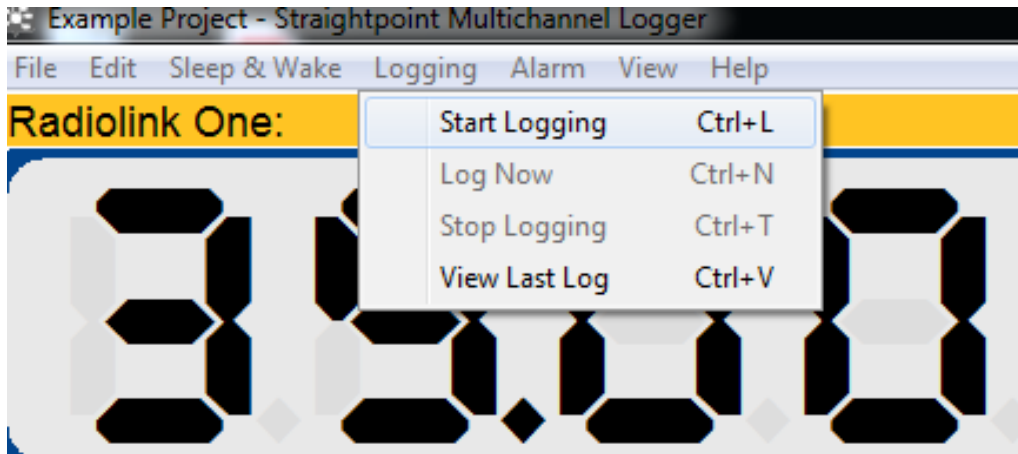 Example Project - Straightpoint Multichannel Logger
File Edit Sleep & Wake Logging Alarm View Help
Radiolink One:
Start Logging Ctrl+L
Log Now Ctrl+N
Stop Logging Ctrl+T
View Last Log Ctrl+V